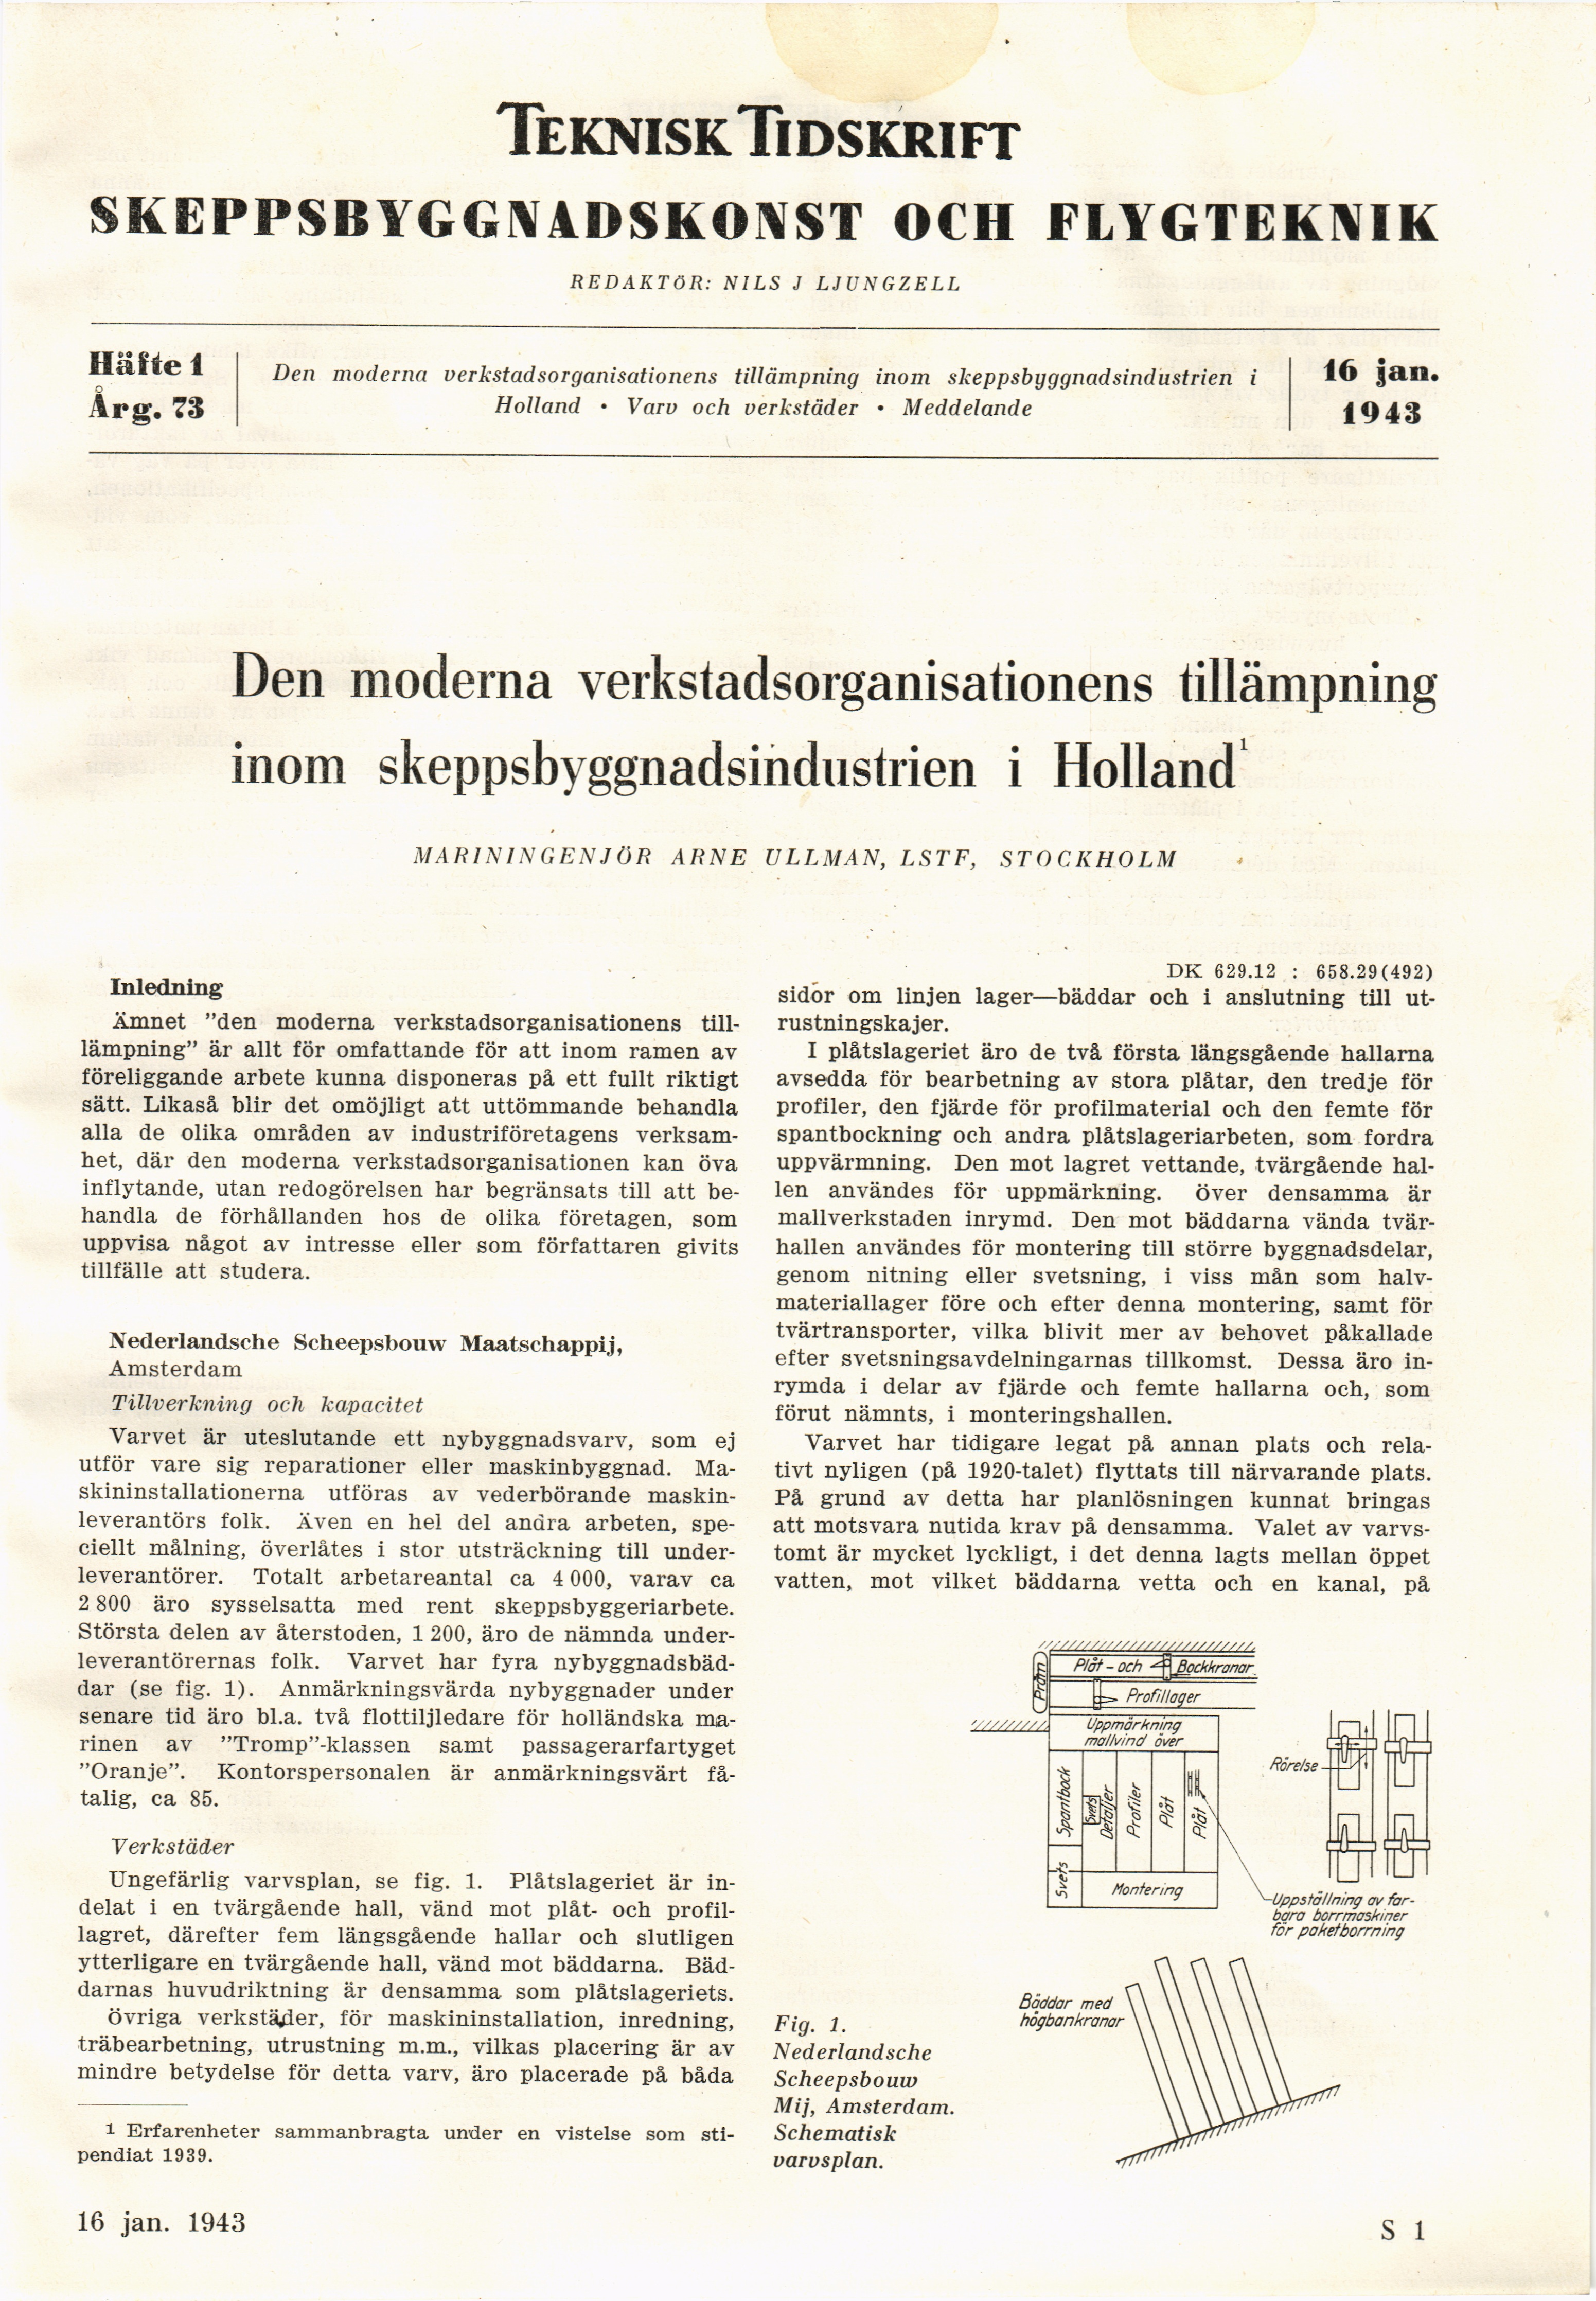 TEKNISK TIDSKRIFT
SKEPPSBYGGNADSKONST OCH FLYGTEKNIK
REDAKTÖR: NILS J LJUNGZELL
Häfte 1
Årg. 73
Den moderna verkstadsorganisationens tillämpning inom skeppsbyggnadsindustrien i
Holland • Varv och verkstäder • Meddelande
16 jan.
1943
Den moderna verkstadsorganisationens tillämpning
inom skeppsbyggnadsindustrien i Holland¹
MARININGENJÖR ARNE ULLMAN, LSTF, STOCKHOLM
Inledning
Ämnet "den moderna verkstadsorganisationens till-
lämpning" är allt för omfattande för att inom ramen av
föreliggande arbete kunna disponeras på ett fullt riktigt
sätt. Likaså blir det omöjligt att uttömmande behandla
alla de olika områden av industriföretagens verksam-
het, där den moderna verkstadsorganisationen kan öva
inflytande, utan redogörelsen har begränsats till att be-
handla de förhållanden hos de olika företagen, som
uppvisa något av intresse eller som författaren givits
tillfälle att studera.
Nederlandsche Scheepsbouw Maatschappij,
Amsterdam
Tillverkning och kapacitet
Varvet är uteslutande ett nybyggnadsvarv, som ej
utför vare sig reparationer eller maskinbyggnad. Ma-
skininstallationerna utföras av vederbörande maskin-
leverantörs folk. Även en hel del andra arbeten, spe-
ciellt målning, överlåtes i stor utsträckning till under-
leverantörer. Totalt arbetareantal ca 4 000, varav ca
2 800 äro sysselsatta med rent skeppsbyggeriarbete.
Största delen av återstoden, 1 200, äro de nämnda under-
leverantörernas folk. Varvet har fyra nybyggnadsbäd-
dar (se fig. 1). Anmärkningsvärda nybyggnader under
senare tid äro bl.a. två flottiljledare för holländska ma-
rinen av "Tromp"-klassen samt passagerarfartyget
"Oranje". Kontorspersonalen är anmärkningsvärt få-
talig, ca 85.
Verkstäder
Ungefärlig varvsplan, se fig. 1. Plåtslageriet är in-
delat i en tvärgående hall, vänd mot plåt- och profil-
lagret, därefter fem längsgående hallar och slutligen
ytterligare en tvärgående hall, vänd mot bäddarna. Bäd-
darnas huvudriktning är densamma som plåtslageriets.
Övriga verkstäder, för maskininstallation, inredning,
träbearbetning, utrustning m.m., vilkas placering är av
mindre betydelse för detta varv, äro placerade på båda
1 Erfarenheter sammanbragta under en vistelse som sti-
pendiat 1939.
DK 629.12 : 658.29(492)
sidor om linjen lager—bäddar och i anslutning till ut-
rustningskajer.
I plåtslageriet äro de två första längsgående hallarna
avsedda för bearbetning av stora plåtar, den tredje för
profiler, den fjärde för profilmaterial och den femte för
spantbockning och andra plåtslageriarbeten, som fordra
uppvärmning. Den mot lagret vettande, tvärgående hal-
len användes för uppmärkning. över densamma är
mallverkstaden inrymd. Den mot bäddarna vända tvär-
hallen användes för montering till större byggnadsdelar,
genom nitning eller svetsning, i viss mån som halv-
materiallager före och efter denna montering, samt för
tvärtransporter, vilka blivit mer av behovet påkallade
efter svetsningsavdelningarnas tillkomst. Dessa äro in-
rymda i delar av fjärde och femte hallarna och, som
förut nämnts, i monteringshallen.
Varvet har tidigare legat på annan plats och rela-
tivt nyligen (på 1920-talet) flyttats till närvarande plats.
På grund av detta har planlösningen kunnat bringas
att motsvara nutida krav på densamma. Valet av varvs-
tomt är mycket lyckligt, i det denna lagts mellan öppet
vatten, mot vilket bäddarna vetta och en kanal, på
Pråm
Plåt - och
Bockkranar
Profillager
Uppmärkning
mallvind över
Spantbock
Svets
Detaljer
Profiler
Plåt
Plåt
Svets
Montering
Rörelse
Uppställning av far-
bara borrmaskiner
för paketborrning
Bäddar med
högbankranar
Fig. 1.
Nederlandsche
Scheepsbouw
Mij, Amsterdam.
Schematisk
varvsplan.
16 jan. 1943
S 1